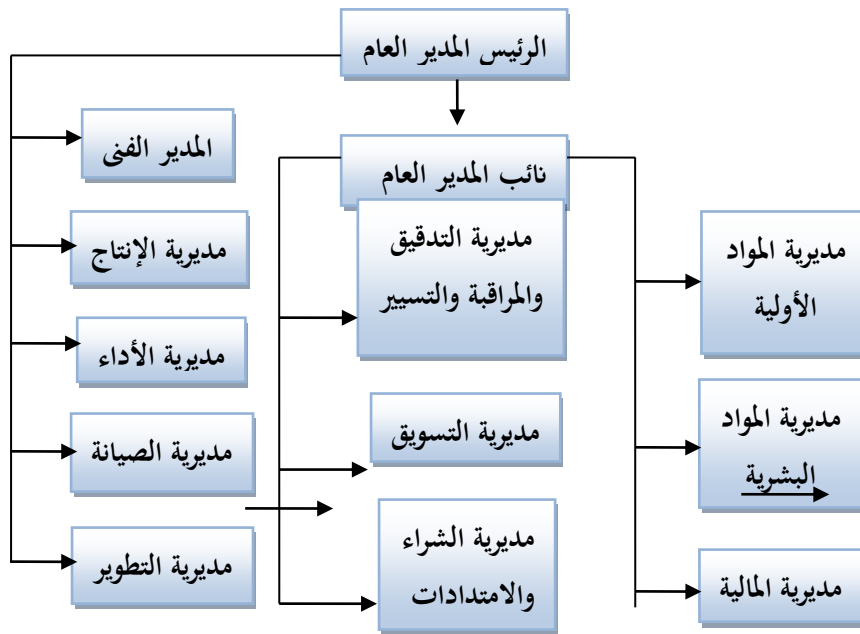 الرئيس المدير العام
نائب المدير العام
مديرية المواد
الأولية
مديرية المواد
البشرية
مديرية المالية
مديرية التدقيق
والمراقبة والتسيير
مديرية التسويق
مديرية الشراء
والامتدادات
المدير الفنى
مديرية الإنتاج
مديرية الأداء
مديرية الصيانة
مديرية التطوير